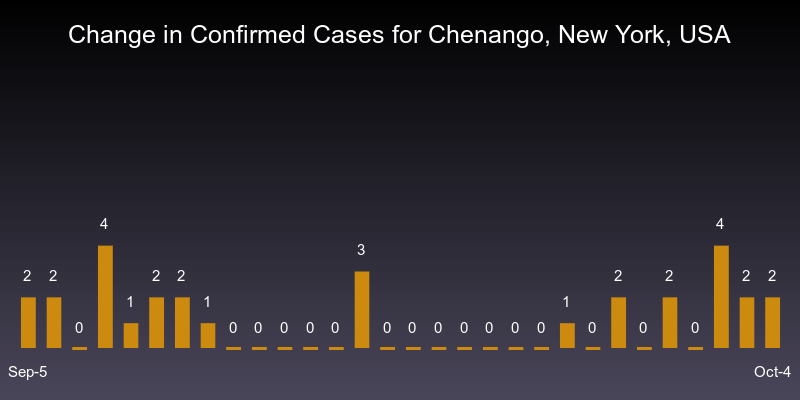 Change in Confirmed Cases for Chenango, New York, USA
2 2 0 4 1 2 2 1 0 0 0 0 0 3 0 0 0 0 0 0 0 1 0 2 0 2 0 4 2 2
Sep-5 Oct-4